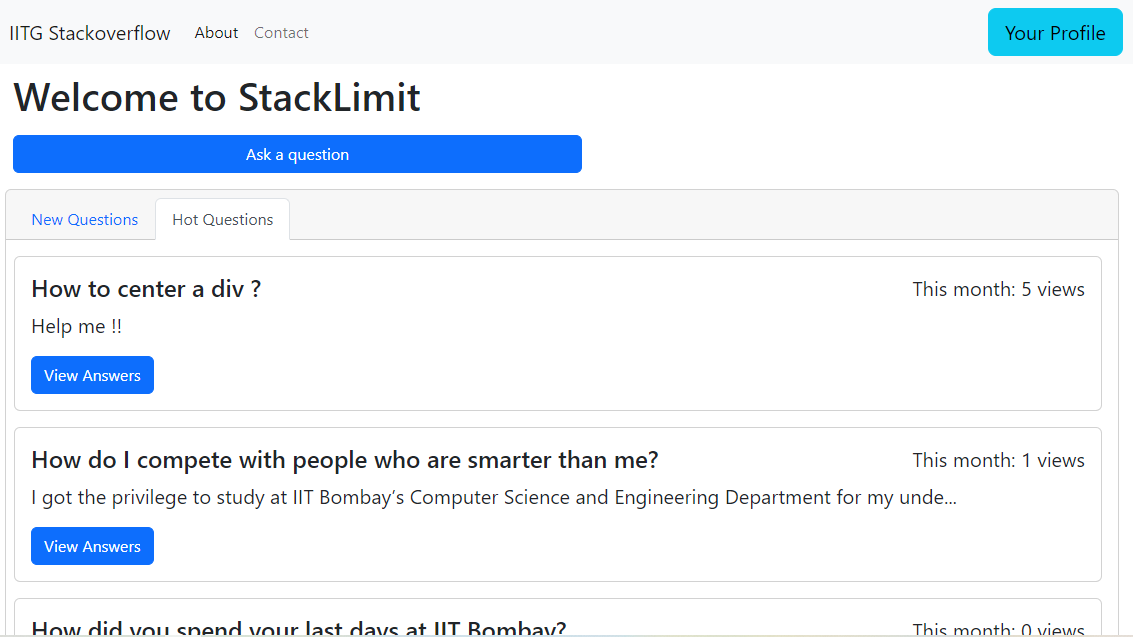 IITG Stackoverflow About Contact Your Profile
Welcome to StackLimit
Ask a question
New Questions Hot Questions
How to center a div ? This month: 5 views
Help me !!
View Answers
How do I compete with people who are smarter than me? This month: 1 views
I got the privilege to study at IIT Bombay’s Computer Science and Engineering Department for my unde...
View Answers
How did you spend your last days at IIT Bombay? This month: 0 views